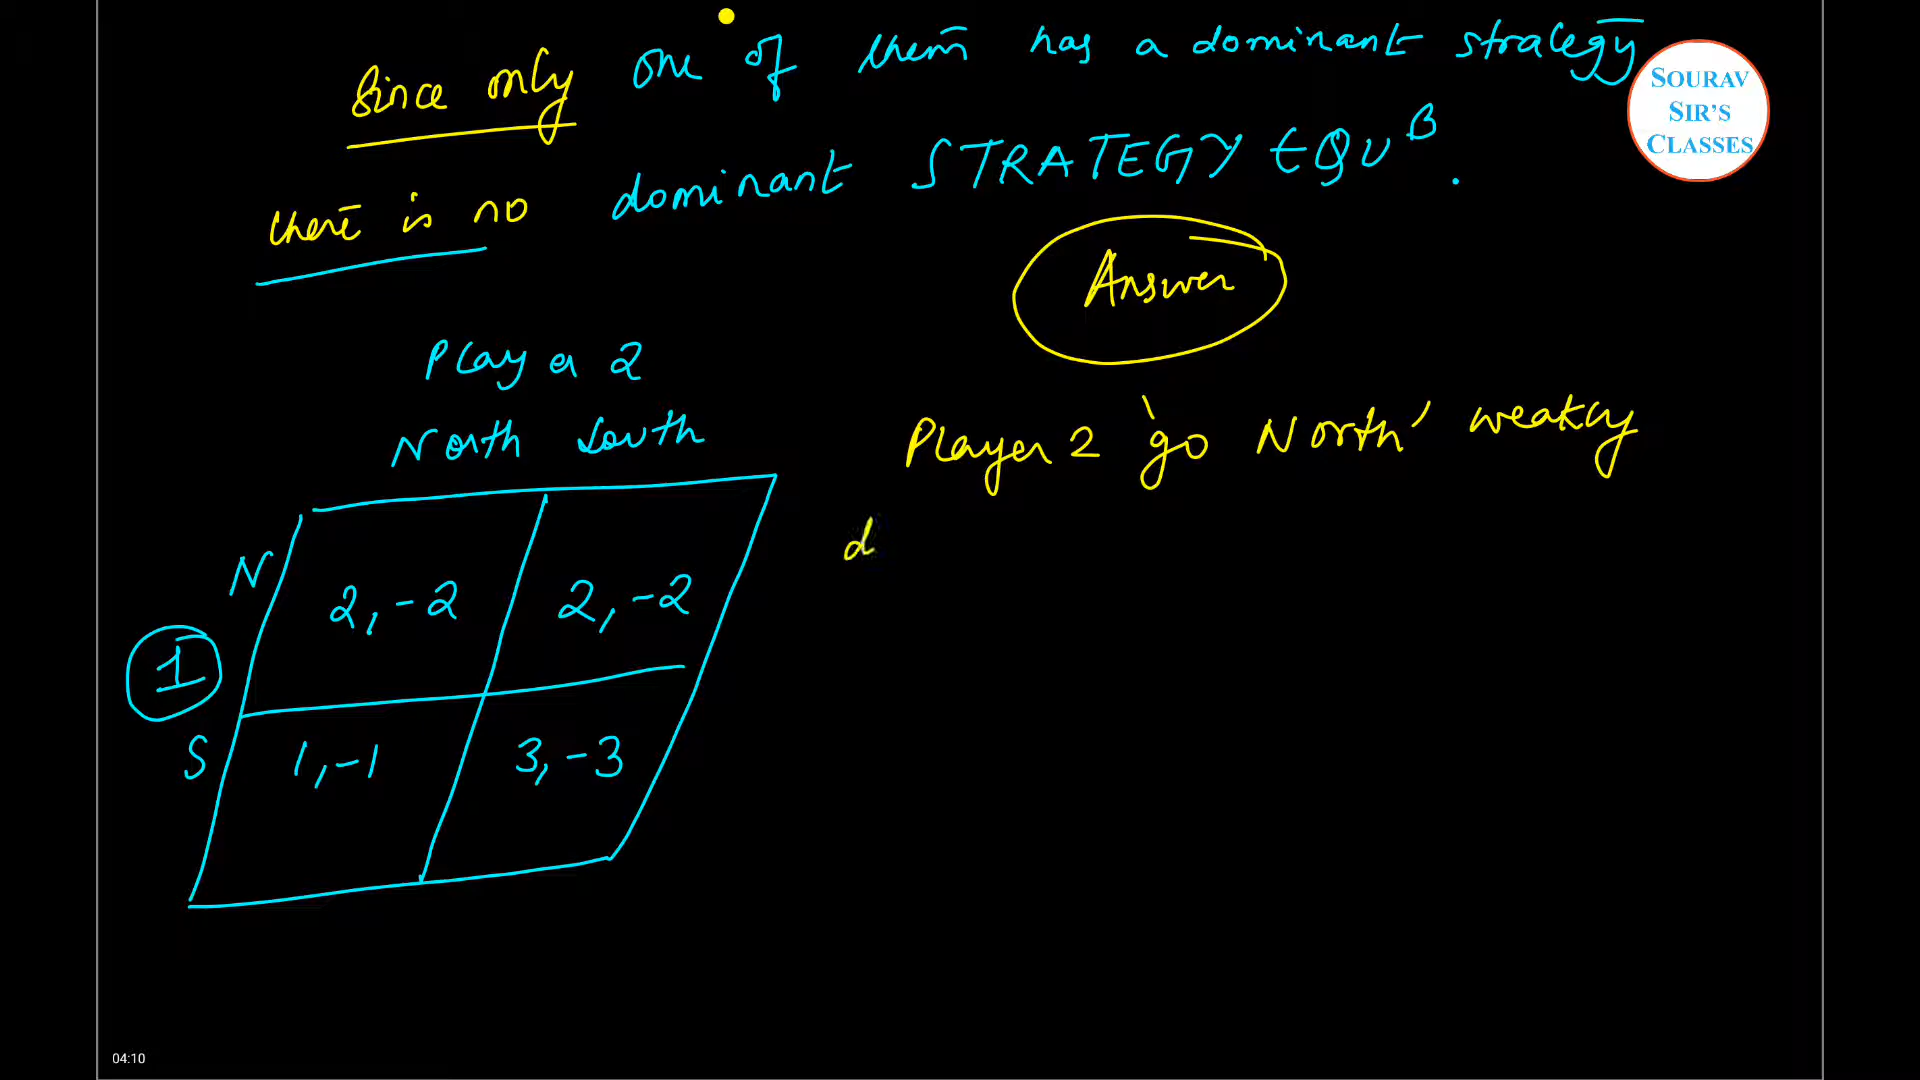 Since only one of them has a dominant strategy
SOURAV
SIR'S
CLASSES
there is no dominant STRATEGY EQU^B.
Answer
Player 2
North South
Player 2 'go North' weakly
d
N
2, -2 2, -2
1
S
1, -1 3, -3
04:10